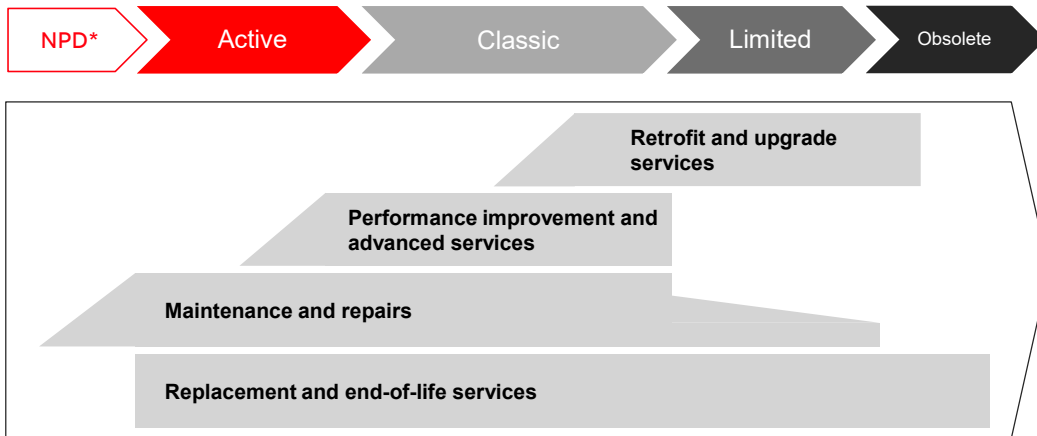 NPD*
Active
Classic
Limited
Obsolete
Retrofit and upgrade
services
Performance improvement and
advanced services
Maintenance and repairs
Replacement and end-of-life services